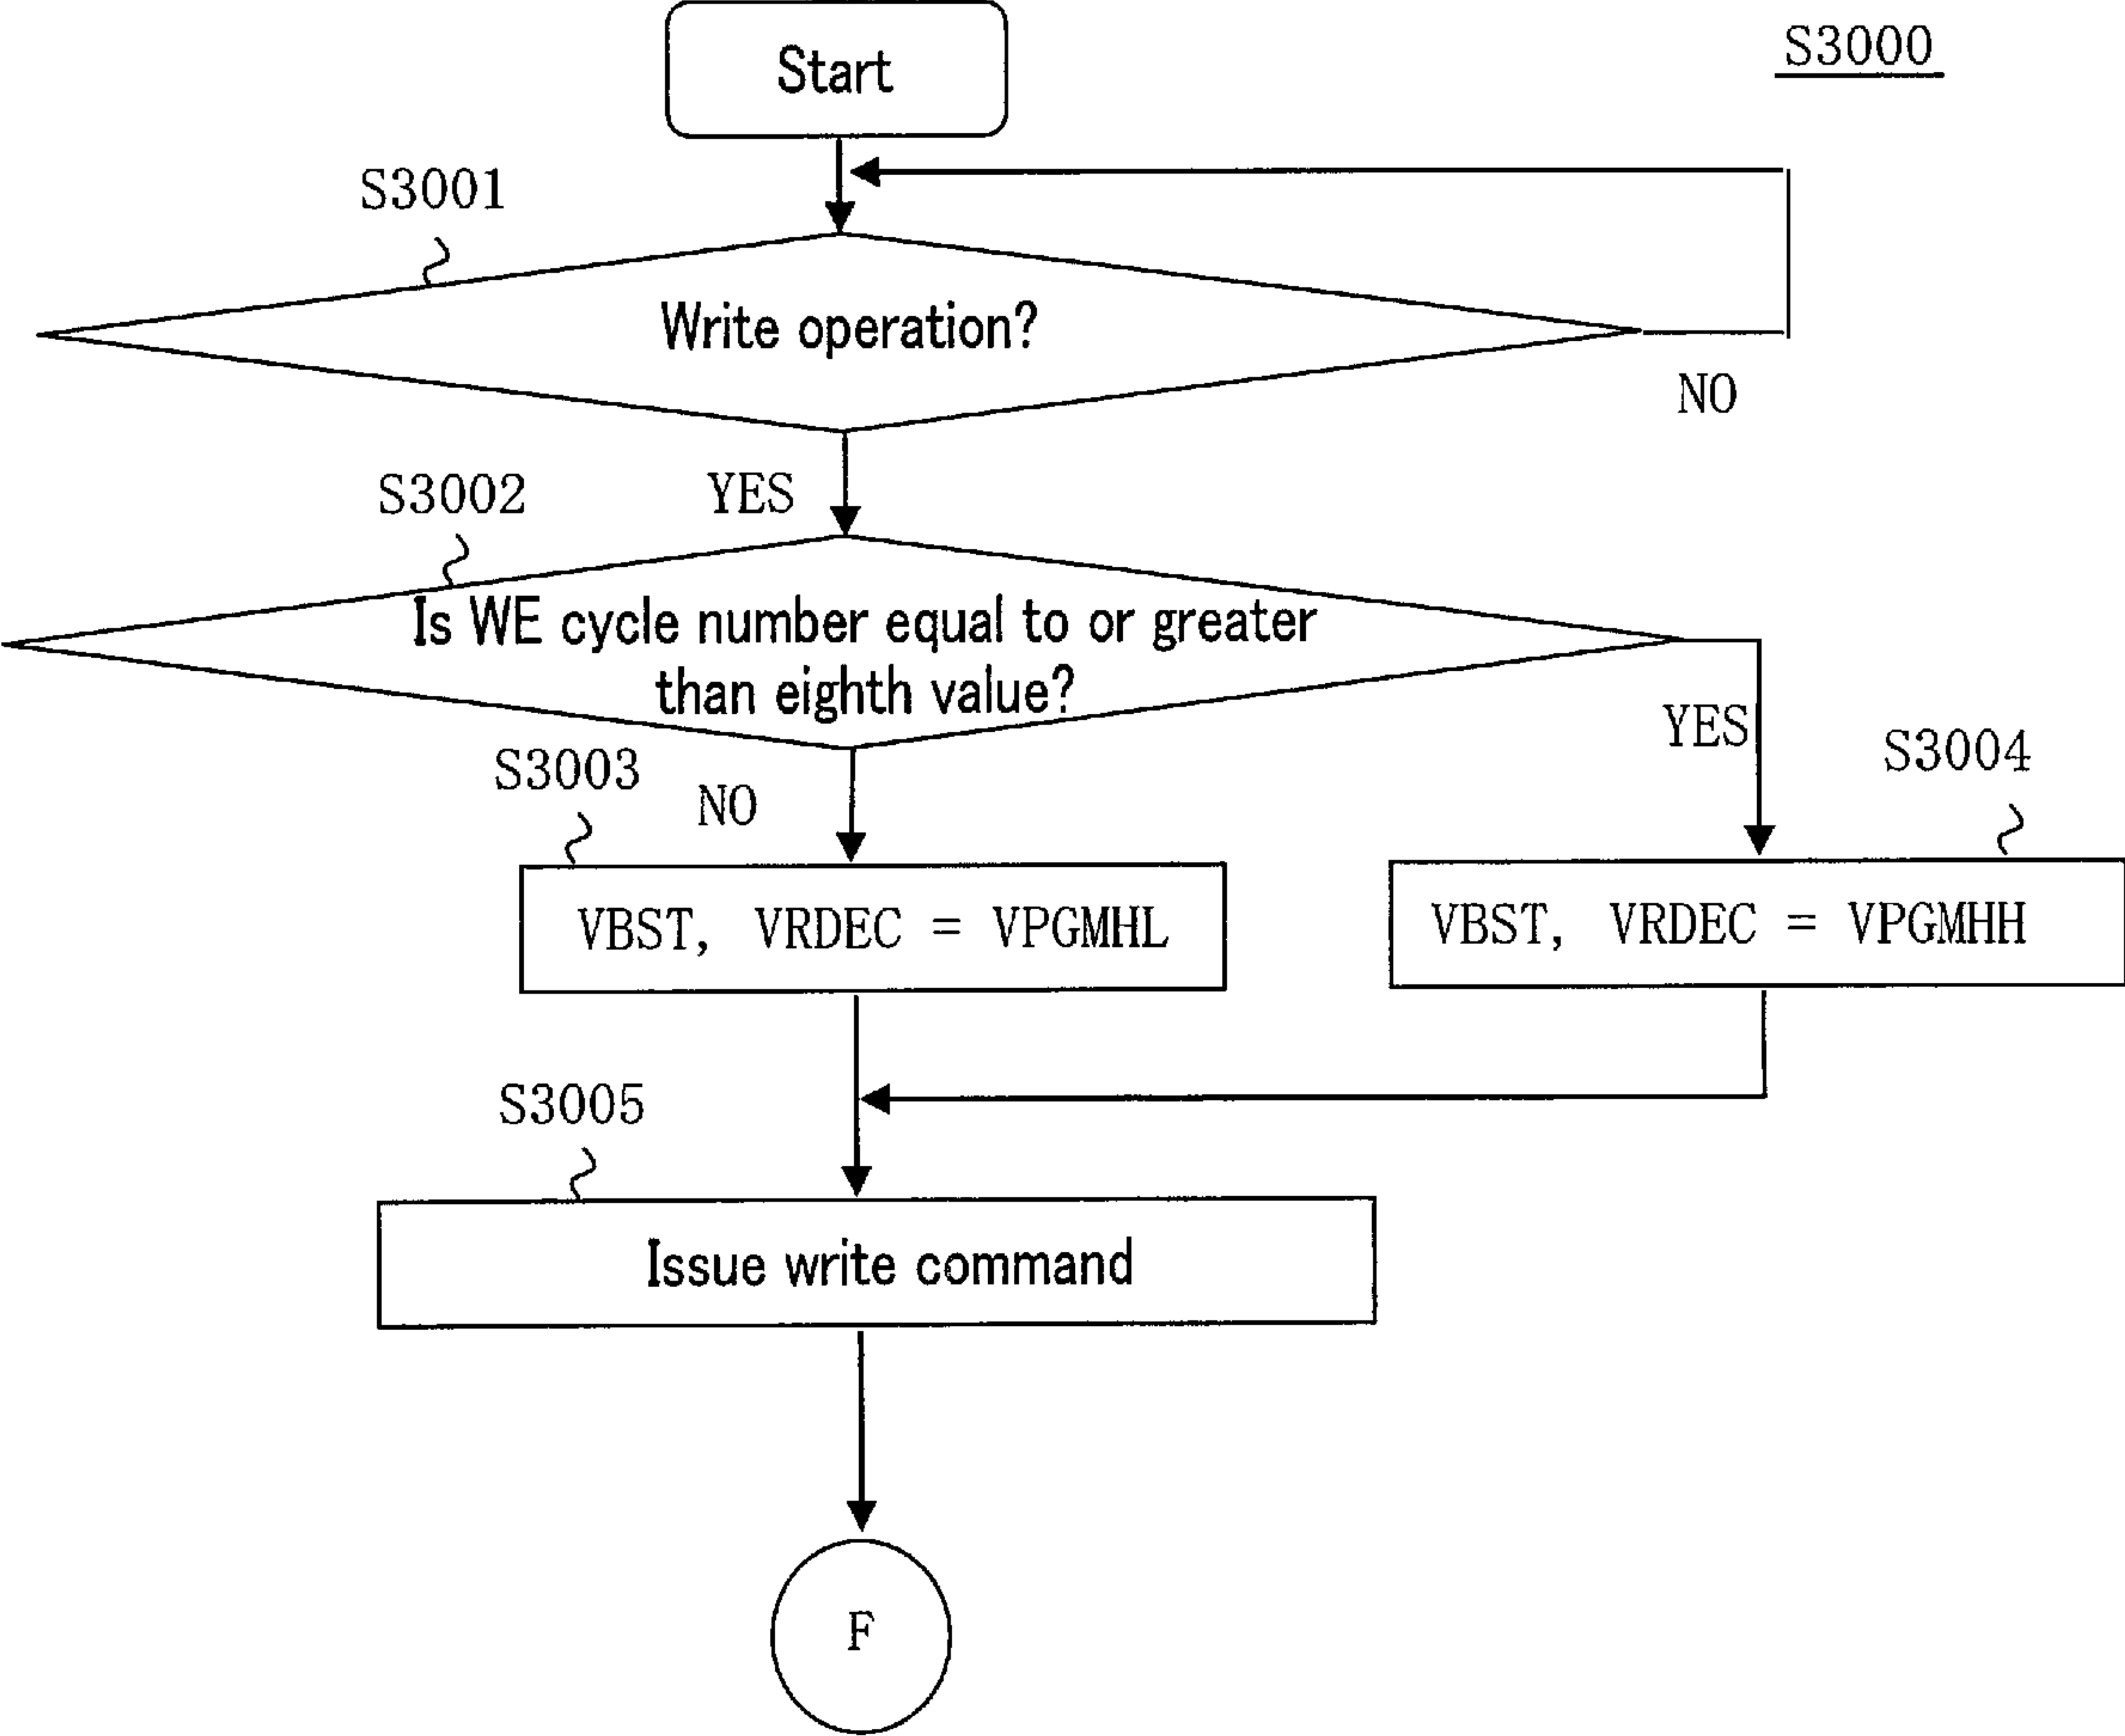 Start
S3000
S3001
Write operation?
NO
S3002
YES
Is WE cycle number equal to or greater
than eighth value?
YES
S3004
S3003
NO
VBST, VRDEC = VPGMHL
VBST, VRDEC = VPGMHH
S3005
Issue write command
F